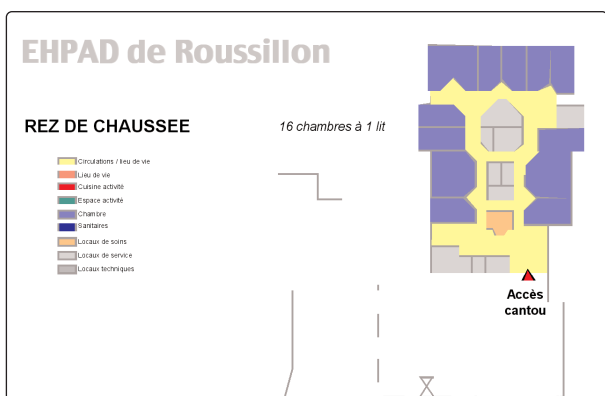 EHPAD de Roussillon
REZ DE CHAUSSEE
16 chambres à 1 lit
Circulations / lieu de vie
Lieu de vie
Cuisine activité
Espace activité
Chambre
Sanitaires
Locaux de soins
Locaux de service
Locaux techniques
Accès
cantou